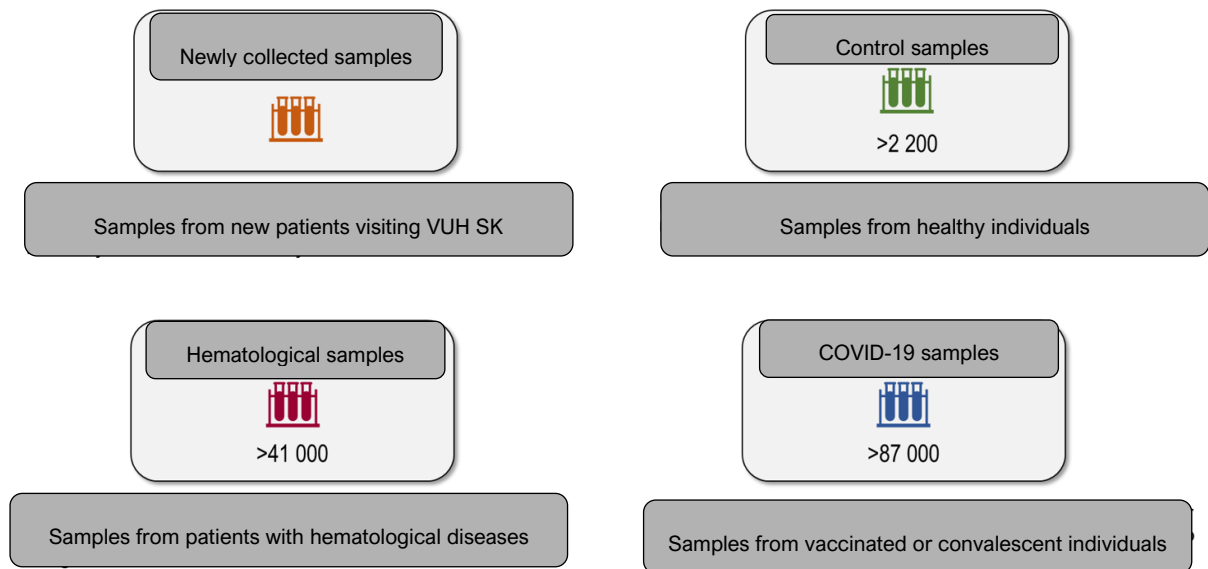 Newly collected samples
Control samples
>2 200
Samples from new patients visiting VUH SK
Samples from healthy individuals
Hematological samples
COVID-19 samples
>41 000
>87 000
Samples from patients with hematological diseases
Samples from vaccinated or convalescent individuals